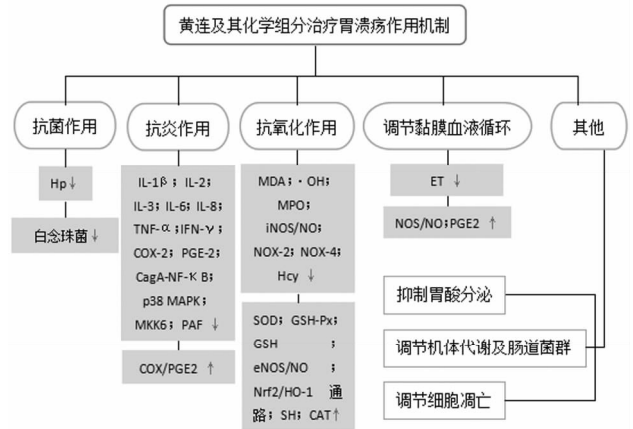 黄连及其化学组分治疗胃溃疡作用机制
抗菌作用
抗炎作用
抗氧化作用
调节黏膜血液循环
其他
Hp↓
白念珠菌↓
IL-1β；IL-2；
IL-3；IL-6；IL-8；
TNF-α；IFN-γ；
COX-2；PGE-2；
CagA-NF-κB；
p38 MAPK；
MKK6；PAF ↓
COX/PGE2 ↑
MDA；·OH；
MPO；
iNOS/NO；
NOX-2；NOX-4；
Hcy ↓
SOD；GSH-Px；
GSH ；
eNOS/NO ；
Nrf2/HO-1 通
路；SH；CAT↑
ET ↓
NOS/NO；PGE2 ↑
抑制胃酸分泌
调节机体代谢及肠道菌群
调节细胞凋亡